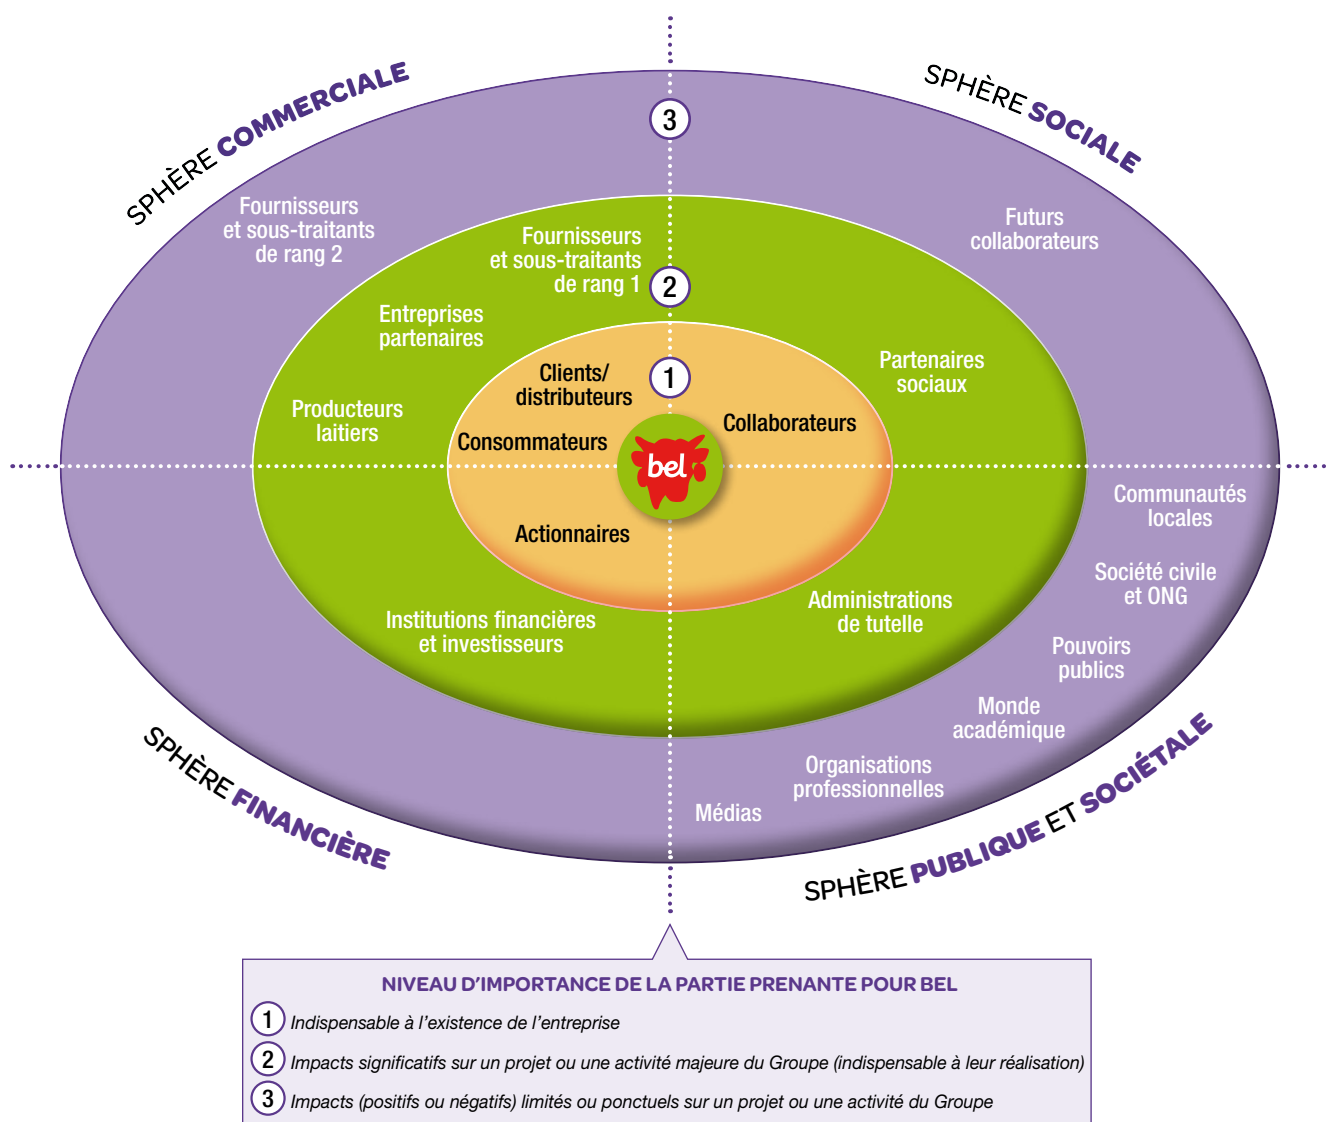 SPHÈRE COMMERCIALE
SPHÈRE SOCIALE
3
Fournisseurs
et sous-traitants
de rang 2
Futurs
collaborateurs
Fournisseurs
et sous-traitants
de rang 1
2
Entreprises
partenaires
Partenaires
sociaux
Clients/
distributeurs
1
Producteurs
laitiers
Consommateurs
Collaborateurs
bel
Actionnaires
Communautés
locales
Société civile
et ONG
Institutions financières
et investisseurs
Administrations
de tutelle
Pouvoirs
publics
Monde
académique
Organisations
professionnelles
Médias
SPHÈRE FINANCIÈRE
SPHÈRE PUBLIQUE ET SOCIÉTALE
NIVEAU D'IMPORTANCE DE LA PARTIE PRENANTE POUR BEL
1 Indispensable à l'existence de l'entreprise
2 Impacts significatifs sur un projet ou une activité majeure du Groupe (indispensable à leur réalisation)
3 Impacts (positifs ou négatifs) limités ou ponctuels sur un projet ou une activité du Groupe